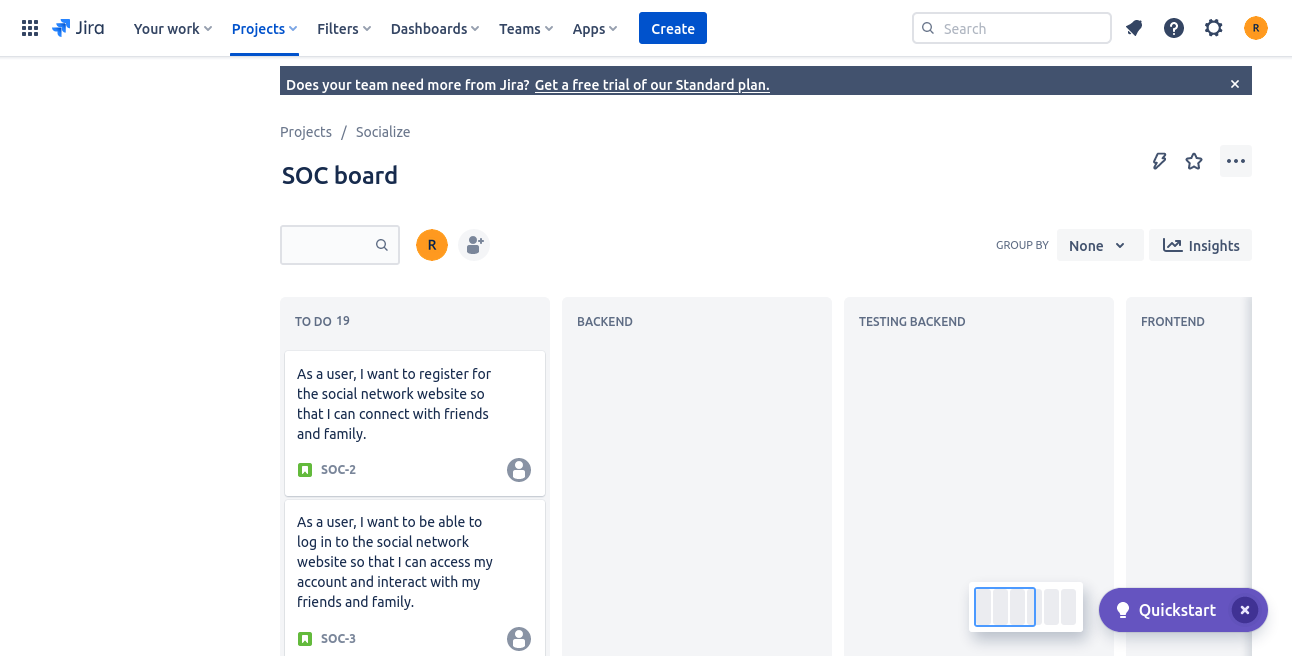 Jira
Your work
Projects
Filters
Dashboards
Teams
Apps
Create
Search
R
Does your team need more from Jira? Get a free trial of our Standard plan.
Projects / Socialize
SOC board
R
GROUP BY
None
Insights
TO DO 19
BACKEND
TESTING BACKEND
FRONTEND
As a user, I want to register for
the social network website so
that I can connect with friends
and family.
SOC-2
As a user, I want to be able to
log in to the social network
website so that I can access my
account and interact with my
friends and family.
SOC-3
Quickstart